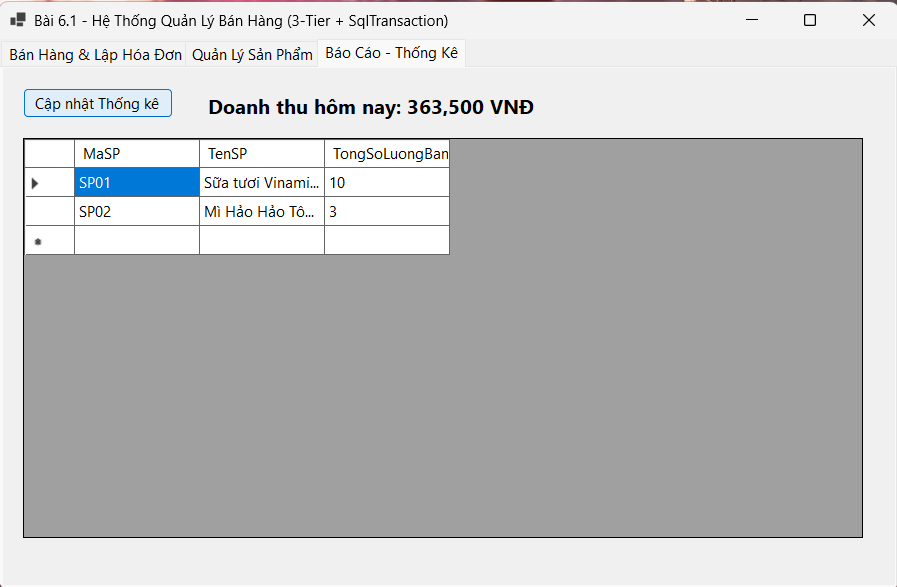 Bài 6.1 - Hệ Thống Quản Lý Bán Hàng (3-Tier + SqlTransaction)
Bán Hàng & Lập Hóa Đơn Quản Lý Sản Phẩm Báo Cáo - Thống Kê
Cập nhật Thống kê Doanh thu hôm nay: 363,500 VNĐ
MaSP TenSP TongSoLuongBan
SP01 Sữa tươi Vinami... 10
SP02 Mì Hảo Hảo Tô... 3